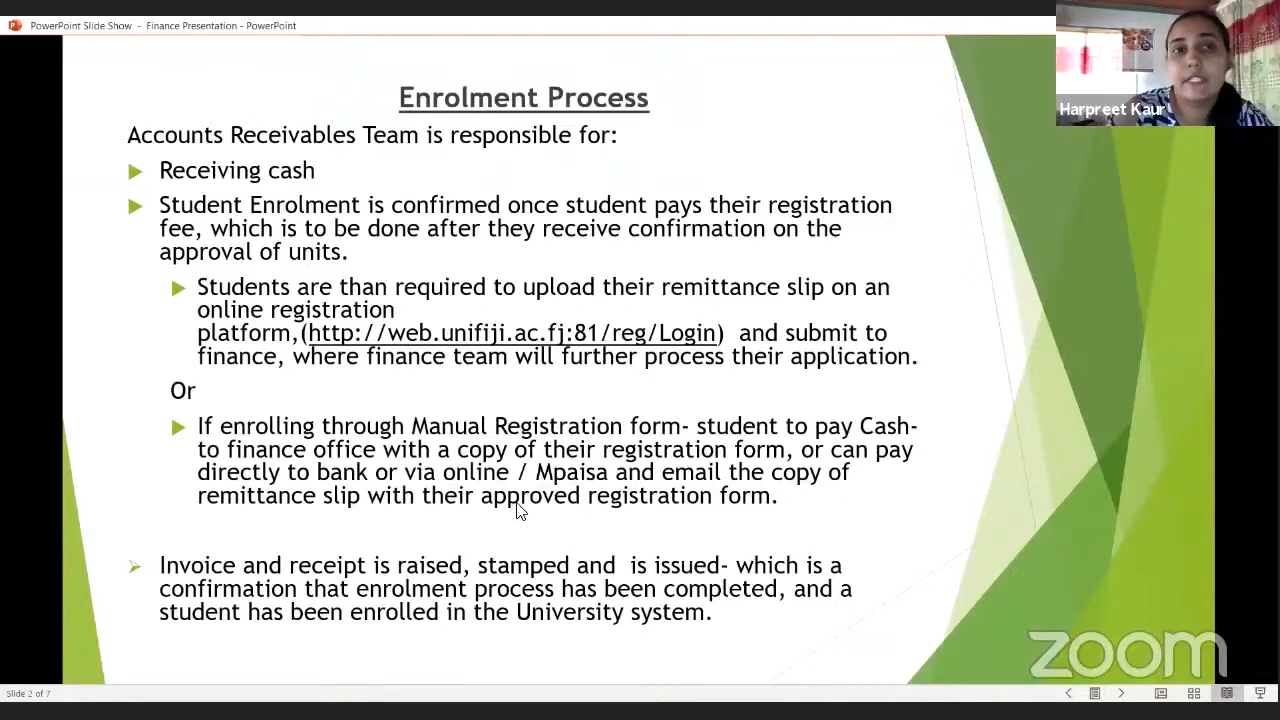 PowerPoint Slide Show - Finance Presentation - PowerPoint
Harpreet Kaur
Enrolment Process
Accounts Receivables Team is responsible for:
Receiving cash
Student Enrolment is confirmed once student pays their registration
fee, which is to be done after they receive confirmation on the
approval of units.
Students are than required to upload their remittance slip on an
online registration
platform,(http://web.unifiji.ac.fj:81/reg/Login) and submit to
finance, where finance team will further process their application.
Or
If enrolling through Manual Registration form- student to pay Cash-
to finance office with a copy of their registration form, or can pay
directly to bank or via online / Mpaisa and email the copy of
remittance slip with their approved registration form.
Invoice and receipt is raised, stamped and is issued- which is a
confirmation that enrolment process has been completed, and a
student has been enrolled in the University system.
zoom
Slide 2 of 7